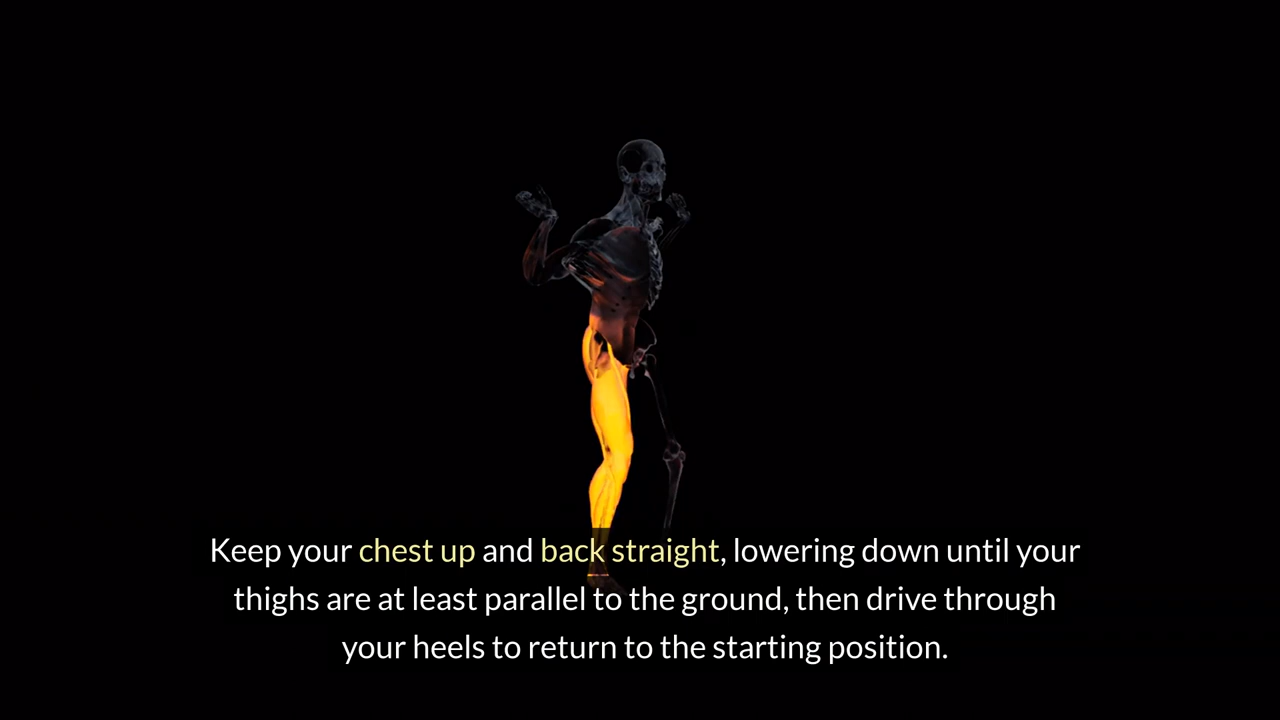 Keep your chest up and back straight, lowering down until your
thighs are at least parallel to the ground, then drive through
your heels to return to the starting position.